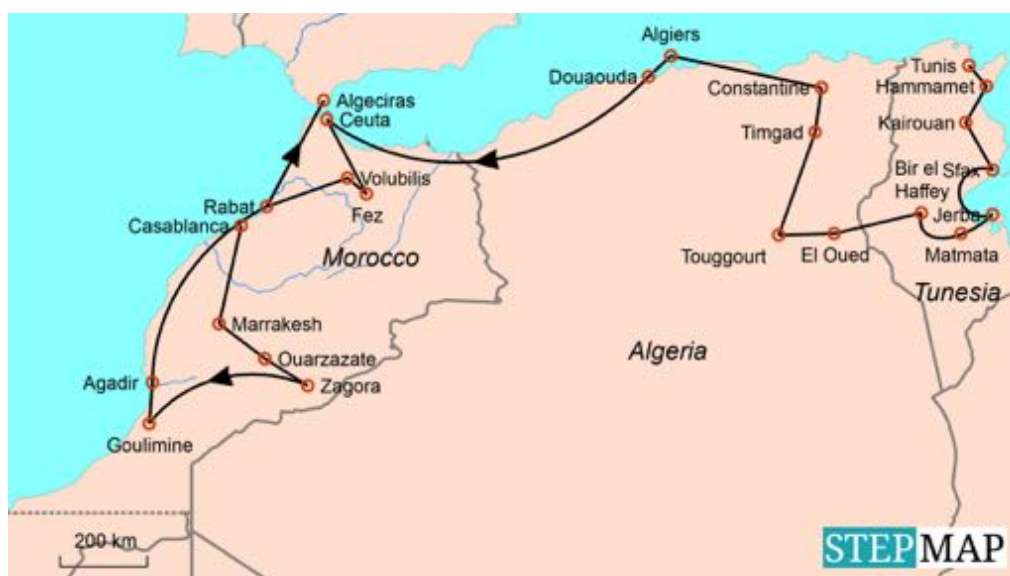 Algiers
Douaouda
Tunis
Hammamet
Constantine
Algeciras
Ceuta
Kairouan
Timgad
Bir el
Haffey
Sfax
Volubilis
Fez
Rabat
Casablanca
Jerba
Morocco
Touggourt
El Oued
Matmata
Tunesia
Marrakesh
Algeria
Ouarzazate
Agadir
Zagora
Goulimine
200 km
STEPMAP